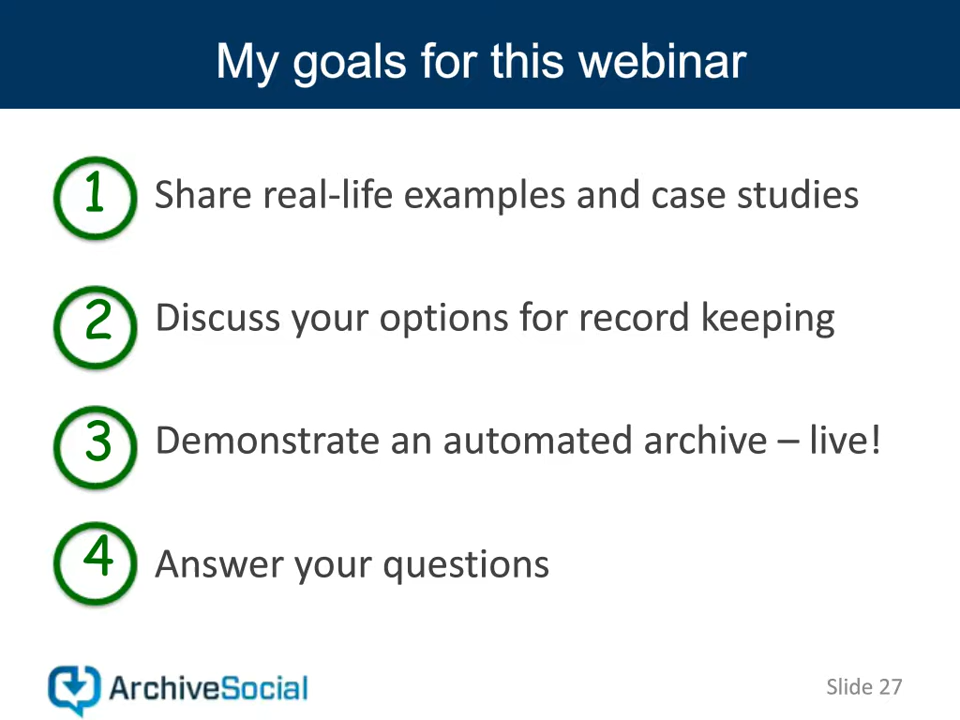 My goals for this webinar
1 Share real-life examples and case studies
2 Discuss your options for record keeping
3 Demonstrate an automated archive – live!
4 Answer your questions
ArchiveSocial
Slide 27